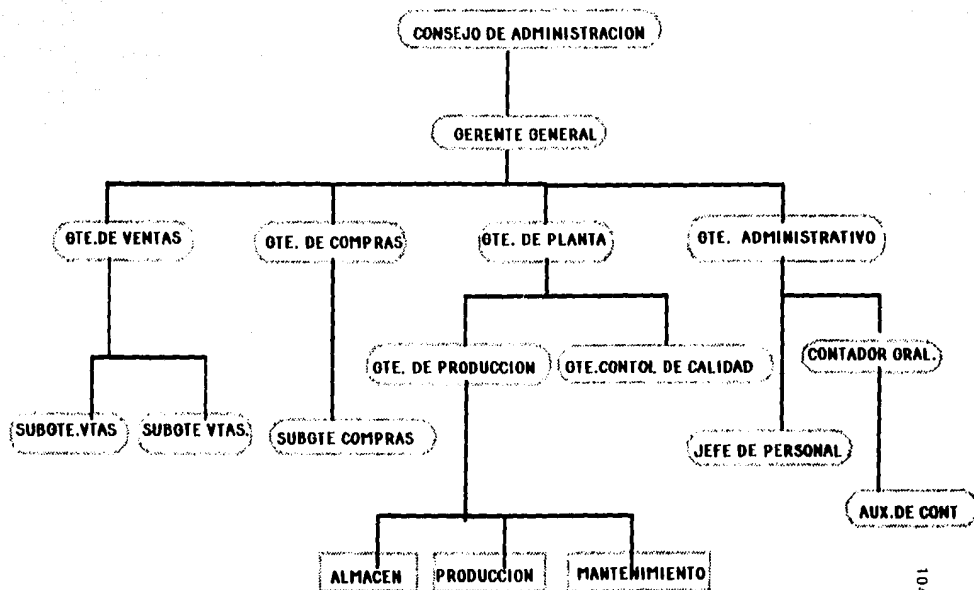 CONSEJO DE ADMINISTRACION
GERENTE GENERAL
GTE.DE VENTAS
GTE. DE COMPRAS
GTE. DE PLANTA
GTE. ADMINISTRATIVO
GTE. DE PRODUCCION
GTE.CONTOL DE CALIDAD
CONTADOR GRAL.
SUBGTE.VTAS
SUBGTE VTAS.
SUBGTE COMPRAS
JEFE DE PERSONAL
AUX.DE CONT
ALMACEN
PRODUCCION
MANTENIMIENTO